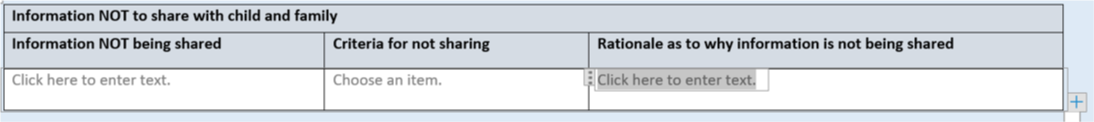 Information NOT to share with child and family
Information NOT being shared Criteria for not sharing Rationale as to why information is not being shared
Click here to enter text. Choose an item. Click here to enter text.